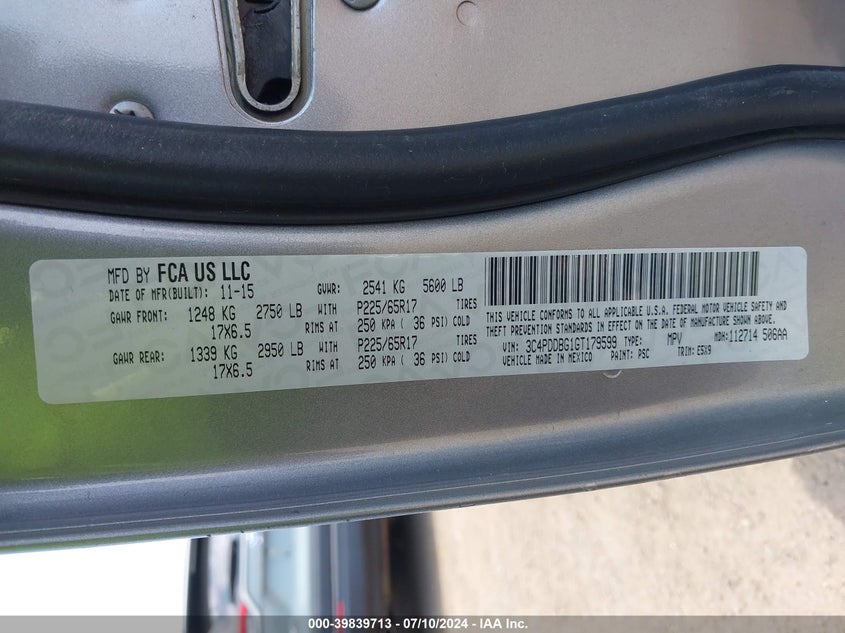 MFD BY FCA US LLC
DATE OF MFR(BUILT): 11-15 GVWR: 2541 KG 5600 LB
GAWR FRONT: 1248 KG 2750 LB WITH P225/65R17 TIRES
17X6.5 RIMS AT 250 KPA ( 36 PSI) COLD
GAWR REAR: 1339 KG 2950 LB WITH P225/65R17 TIRES
17X6.5 RIMS AT 250 KPA ( 36 PSI) COLD
THIS VEHICLE CONFORMS TO ALL APPLICABLE U.S.A. FEDERAL MOTOR VEHICLE SAFETY AND
THEFT PREVENTION STANDARDS IN EFFECT ON THE DATE OF MANUFACTURE SHOWN ABOVE.
VIN: 3C4PDDBG1GT179599 TYPE: MPV MDH: 112714 506AA
MADE IN MEXICO PAINT: PSC TRIM: E5X9
000-39839713 - 07/10/2024 - IAA Inc.